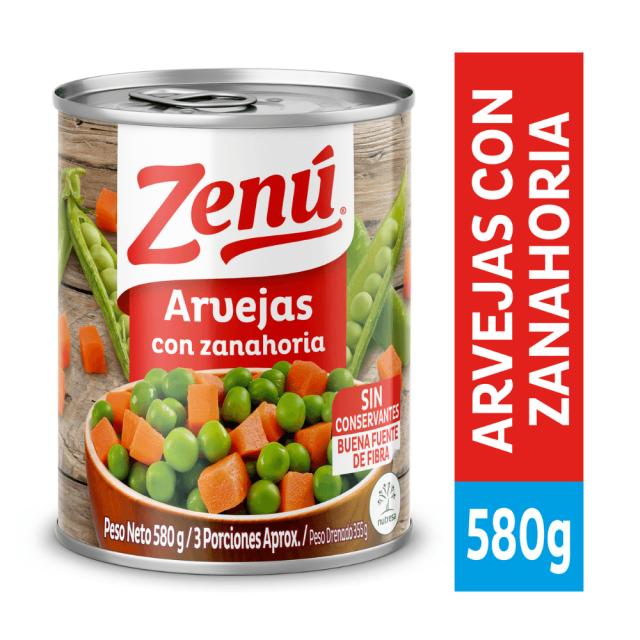 Zenú®
Arvejas
con zanahoria
SIN
CONSERVANTES
BUENA FUENTE
DE FIBRA
nutresa
Peso Neto 580 g / 3 Porciones Aprox. / Peso Drenado 355 g
ARVEJAS CON
ZANAHORIA
580g